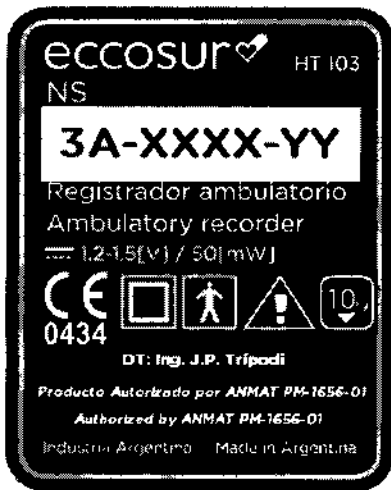 eccosur HT 103
NS
3A-XXXX-YY
Registrador ambulatorio
Ambulatory recorder
1.2-1.5[V] / 50[mW]
CE 10
0434
DT: Ing. J.P. Tripodi
Producto Autorizado por ANMAT PM-1656-01
Authorized by ANMAT PM-1656-01
Industria Argentina Made in Argentina